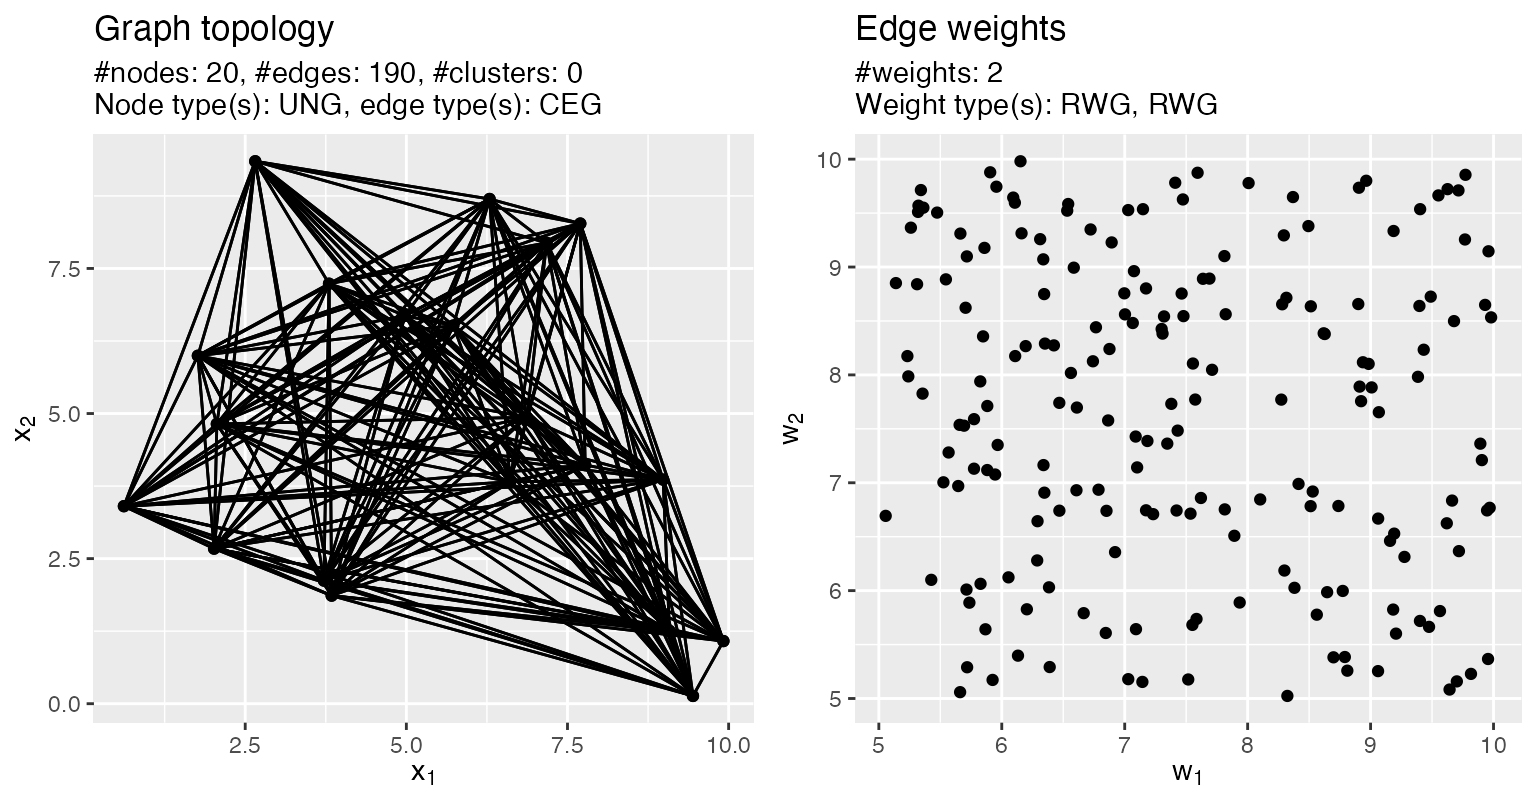 Graph topology
#nodes: 20, #edges: 190, #clusters: 0
Node type(s): UNG, edge type(s): CEG
7.5
5.0
2.5
0.0
x2
2.5
5.0
7.5
10.0
x1
Edge weights
#weights: 2
Weight type(s): RWG, RWG
10
9
8
7
6
5
w2
5
6
7
8
9
10
w1